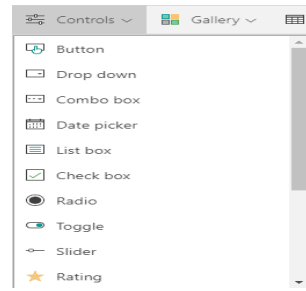 Controls Gallery
Button
Drop down
Combo box
Date picker
List box
Check box
Radio
Toggle
Slider
Rating